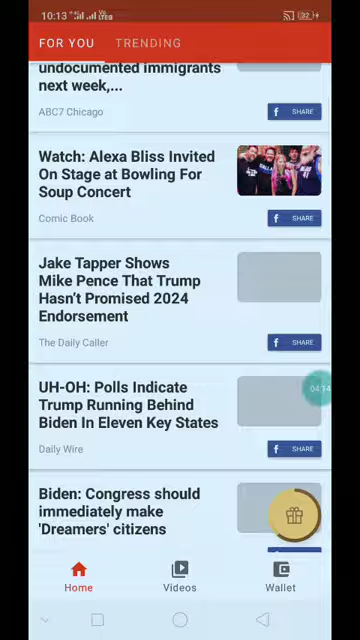 10:13
32
FOR YOU TRENDING
undocumented immigrants
next week,...
ABC7 Chicago
f SHARE
Watch: Alexa Bliss Invited
On Stage at Bowling For
Soup Concert
Comic Book
f SHARE
Jake Tapper Shows
Mike Pence That Trump
Hasn't Promised 2024
Endorsement
The Daily Caller
f SHARE
UH-OH: Polls Indicate
Trump Running Behind
Biden In Eleven Key States
04:14
Daily Wire
f SHARE
Biden: Congress should
immediately make
'Dreamers' citizens
Home Videos Wallet